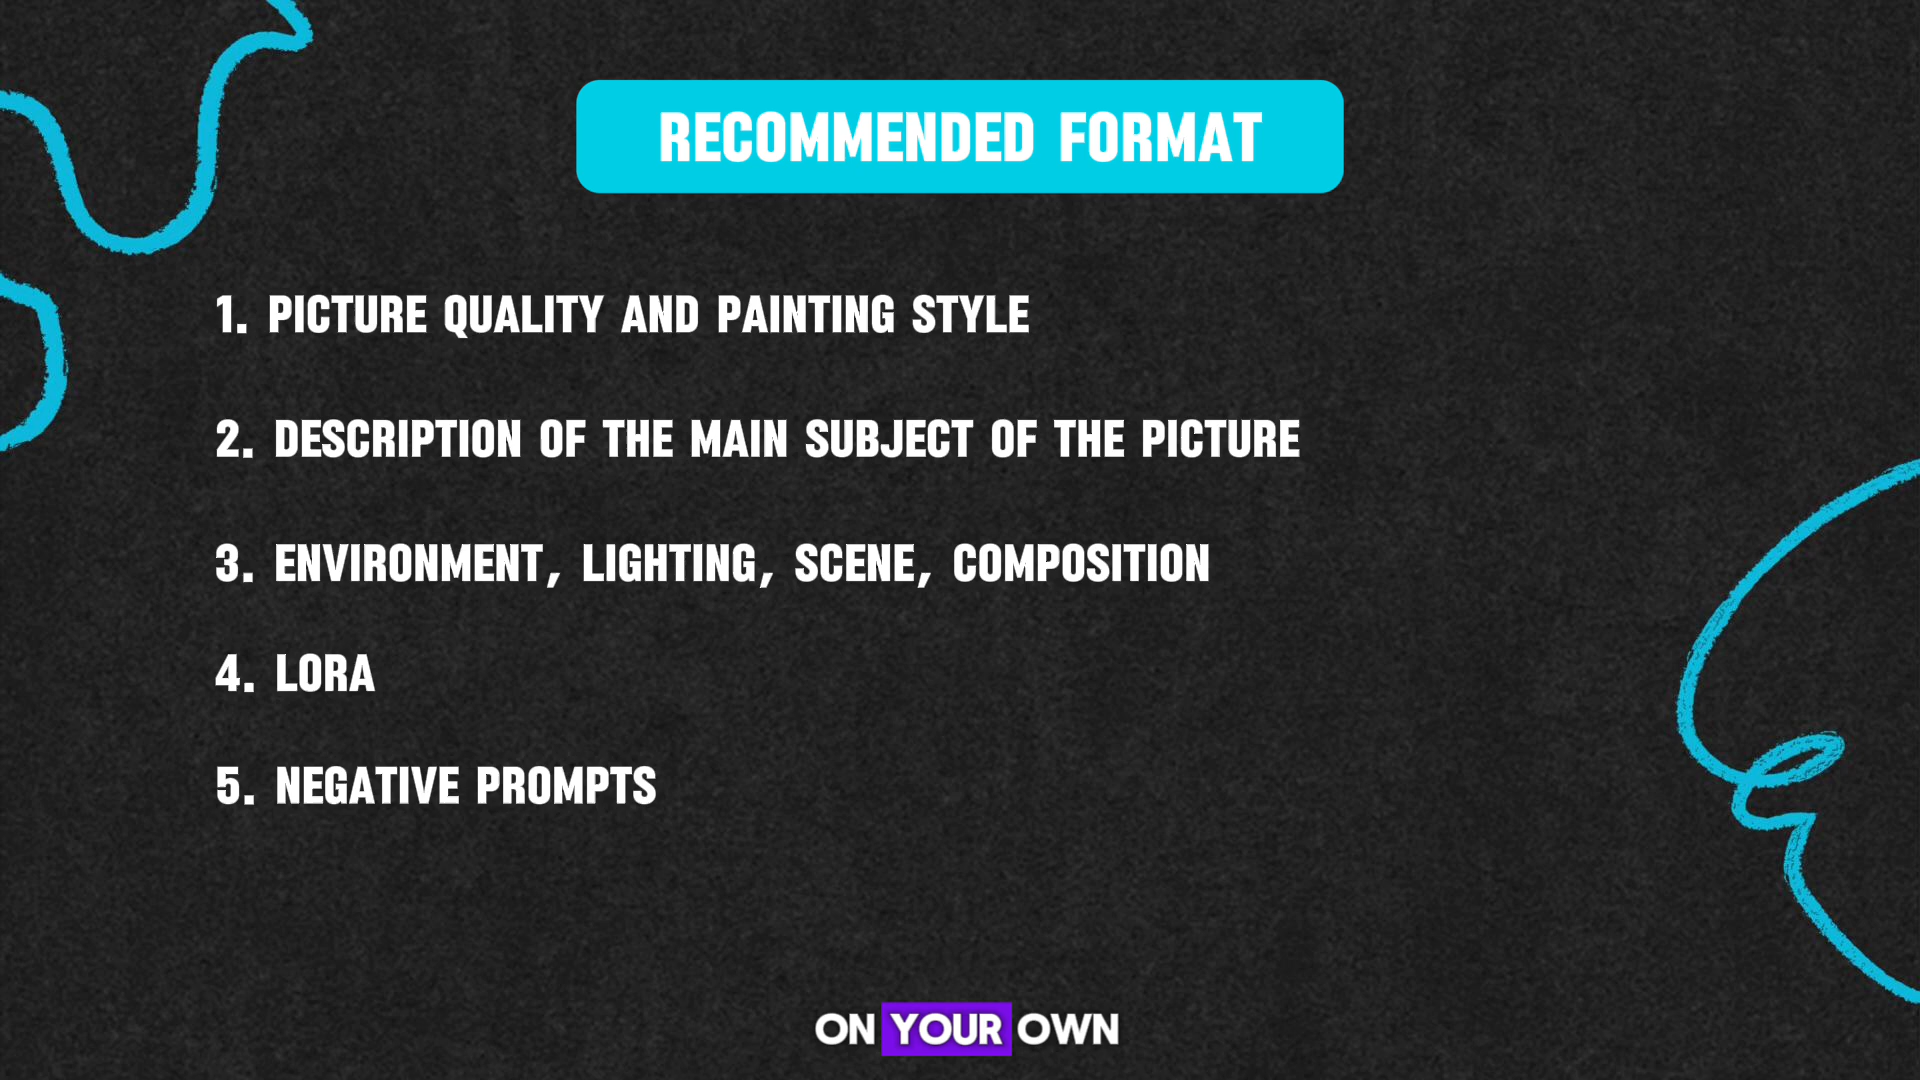 RECOMMENDED FORMAT
1. PICTURE QUALITY AND PAINTING STYLE
2. DESCRIPTION OF THE MAIN SUBJECT OF THE PICTURE
3. ENVIRONMENT, LIGHTING, SCENE, COMPOSITION
4. LORA
5. NEGATIVE PROMPTS
ON YOUR OWN